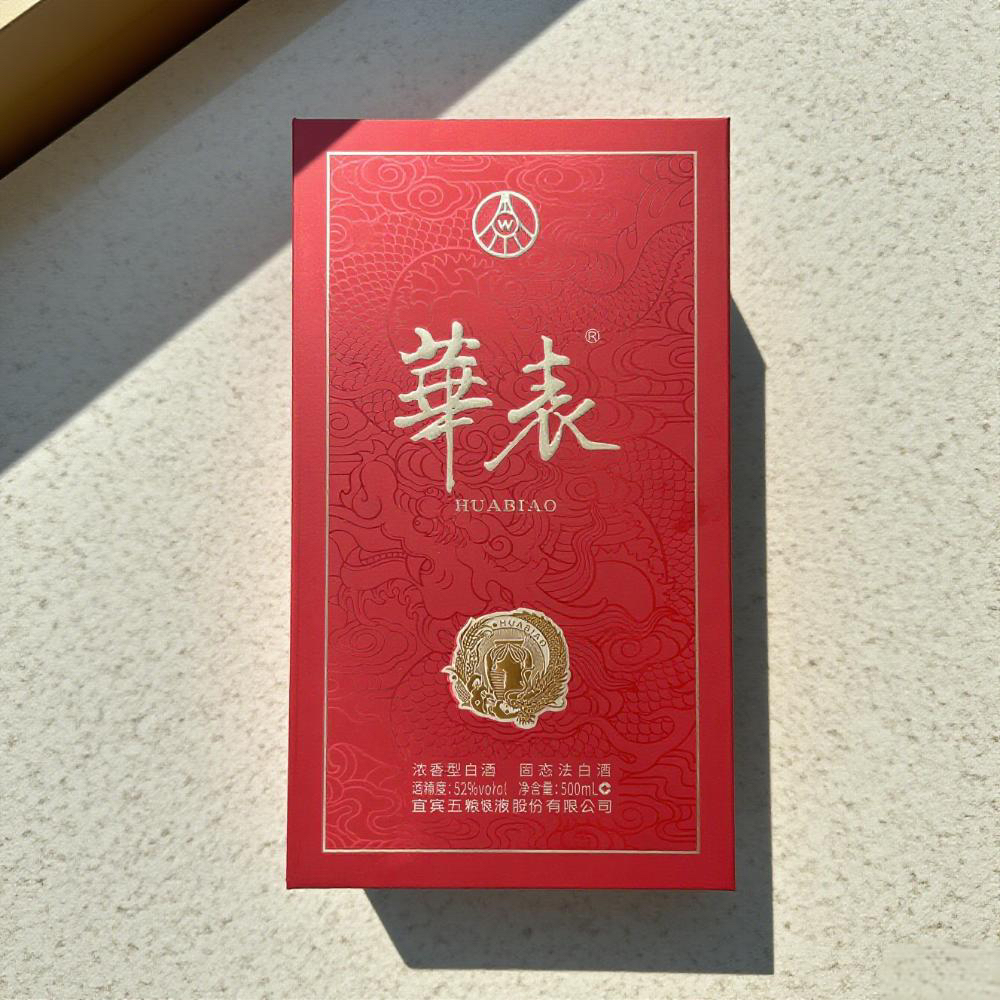 W
華表®
HUABIAO
HUABIAO
浓香型白酒 固态法白酒
酒精度:52%vol 净含量:500mL C
宜宾五粮液股份有限公司